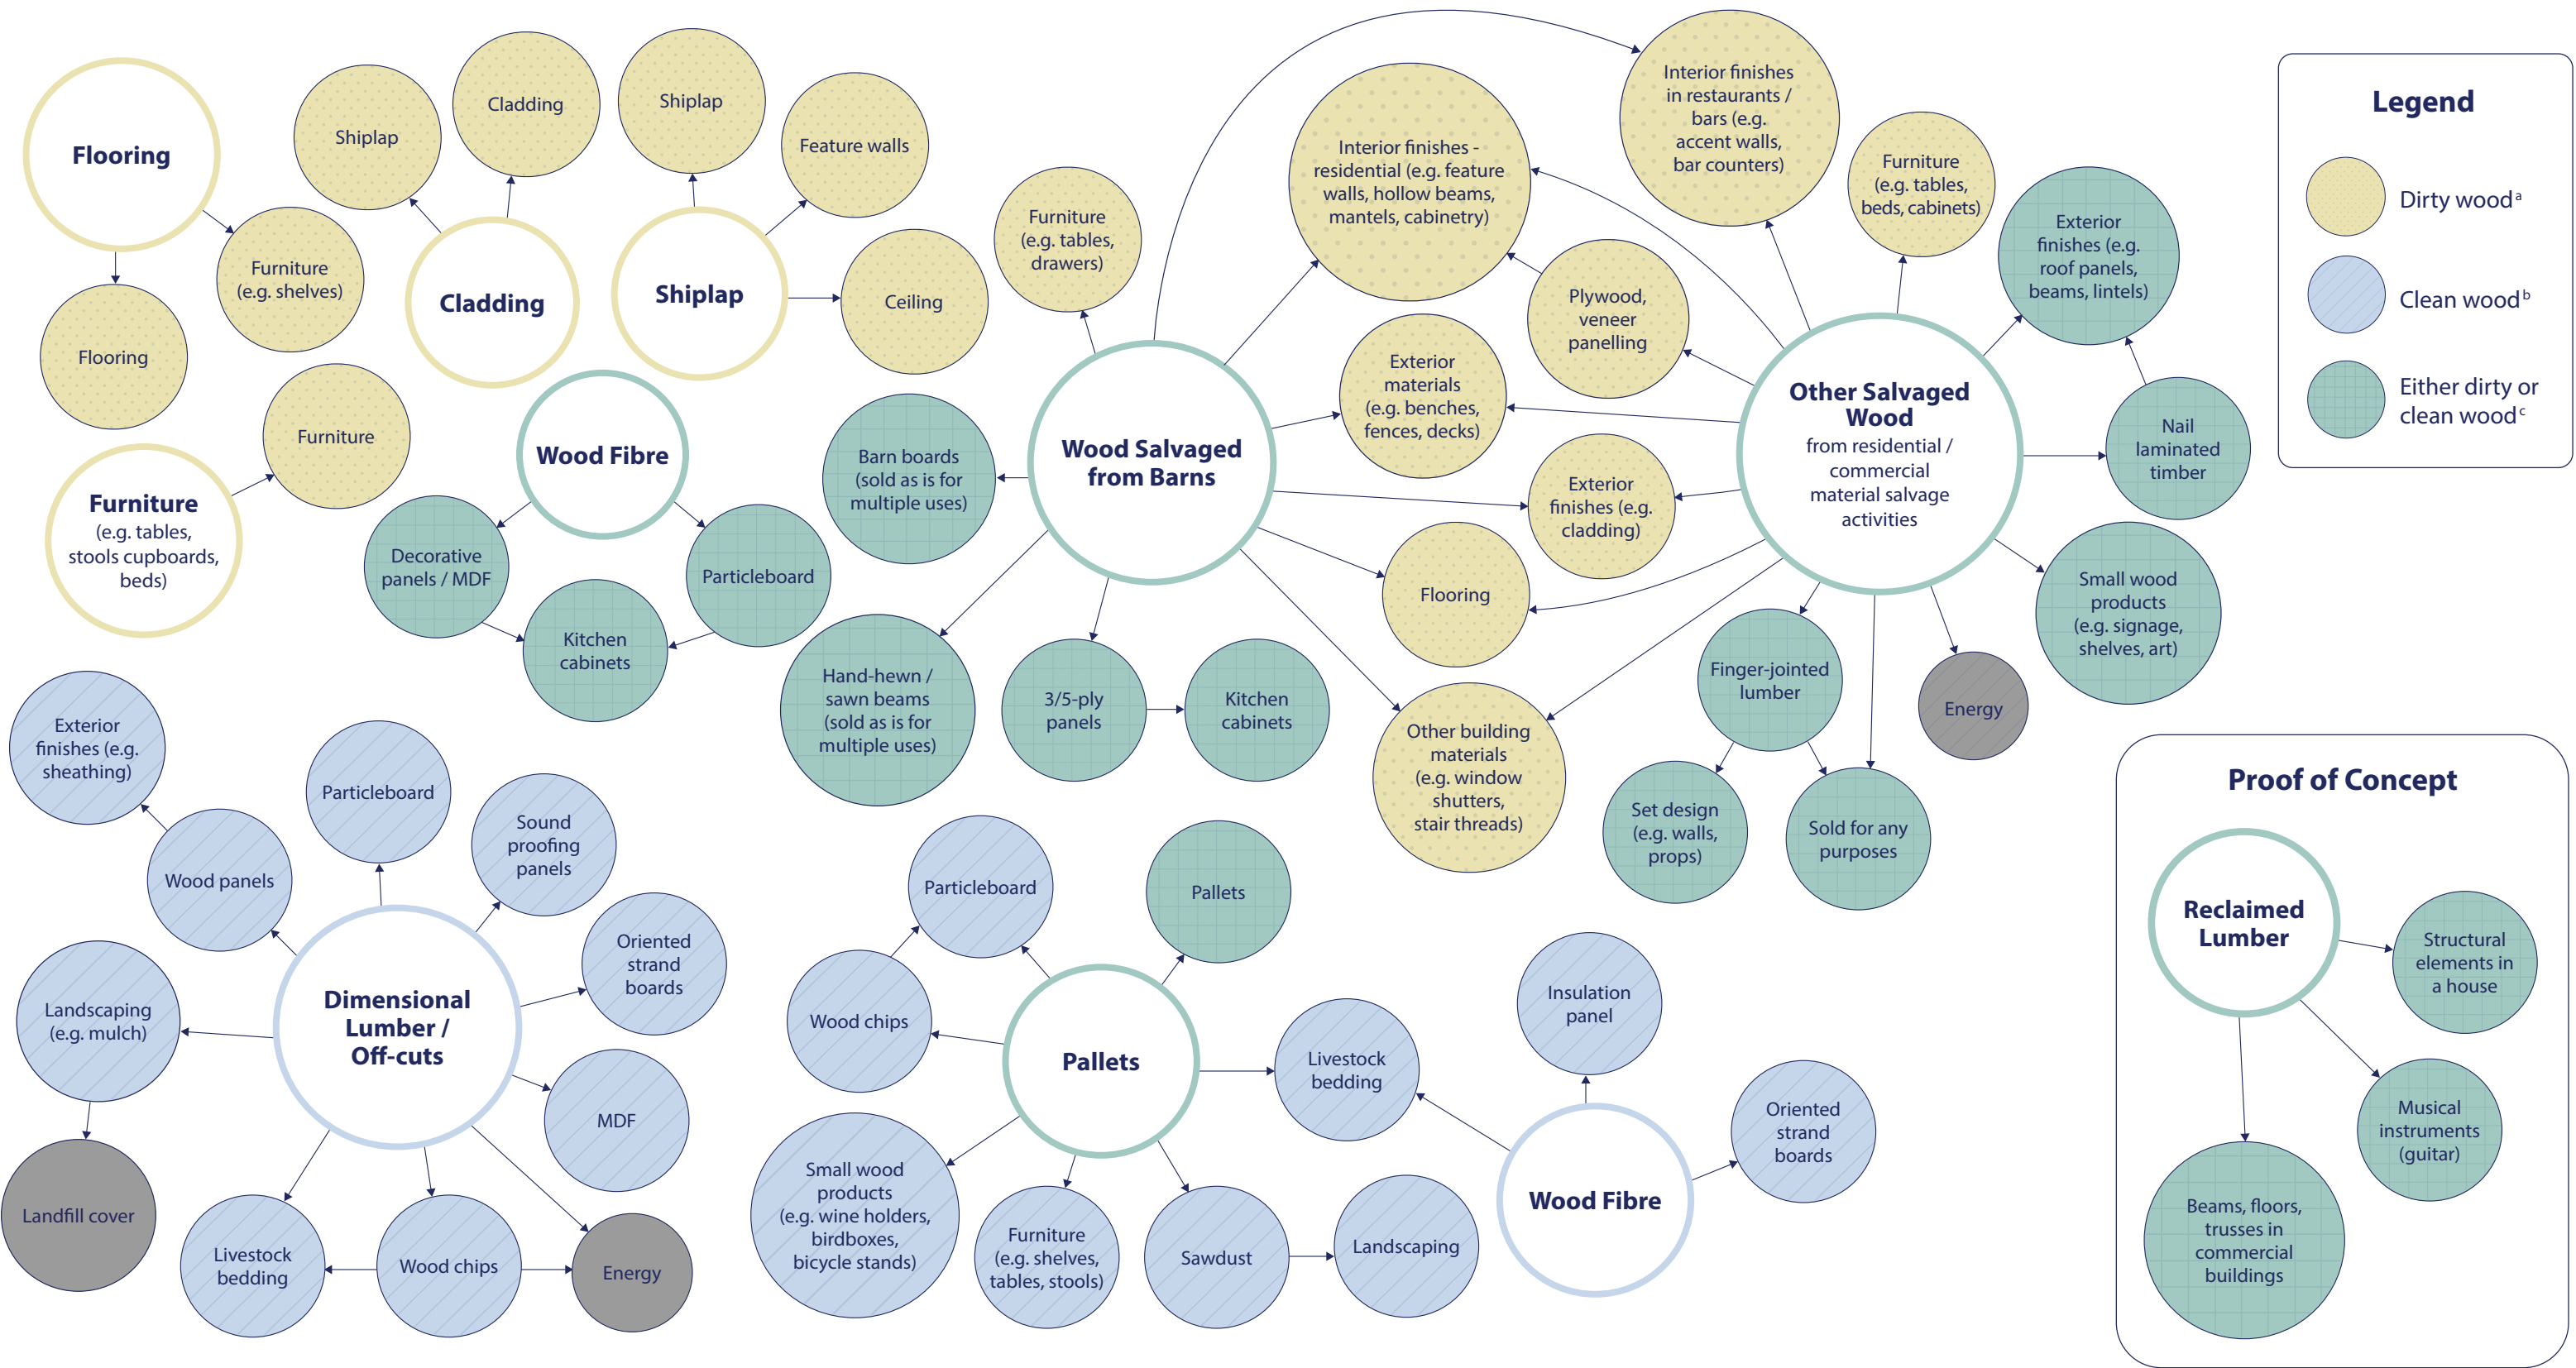 Flooring
Furniture
(e.g. shelves)
Flooring
Shiplap
Cladding
Cladding
Shiplap
Feature walls
Shiplap
Ceiling
Furniture
(e.g. tables,
stools cupboards,
beds)
Furniture
Wood Fibre
Decorative
panels / MDF
Particleboard
Kitchen
cabinets
Furniture
(e.g. tables,
drawers)
Interior finishes -
residential (e.g. feature
walls, hollow beams,
mantels, cabinetry)
Interior finishes
in restaurants /
bars (e.g.
accent walls,
bar counters)
Plywood,
veneer
panelling
Exterior
materials
(e.g. benches,
fences, decks)
Exterior
finishes (e.g.
cladding)
Barn boards
(sold as is for
multiple uses)
Wood Salvaged
from Barns
Flooring
Hand-hewn /
sawn beams
(sold as is for
multiple uses)
3/5-ply
panels
Kitchen
cabinets
Other building
materials
(e.g. window
shutters,
stair threads)
Furniture
(e.g. tables,
beds, cabinets)
Exterior
finishes (e.g.
roof panels,
beams, lintels)
Other Salvaged
Wood
from residential /
commercial
material salvage
activities
Nail
laminated
timber
Small wood
products
(e.g. signage,
shelves, art)
Finger-jointed
lumber
Energy
Set design
(e.g. walls,
props)
Sold for any
purposes
Legend
Dirty wood a
Clean wood b
Either dirty or
clean wood c
Exterior
finishes (e.g.
sheathing)
Wood panels
Particleboard
Sound
proofing
panels
Oriented
strand
boards
Landscaping
(e.g. mulch)
Dimensional
Lumber /
Off-cuts
MDF
Landfill cover
Livestock
bedding
Wood chips
Energy
Particleboard
Pallets
Wood chips
Pallets
Livestock
bedding
Small wood
products
(e.g. wine holders,
birdboxes,
bicycle stands)
Furniture
(e.g. shelves,
tables, stools)
Sawdust
Landscaping
Insulation
panel
Oriented
strand
boards
Wood Fibre
Proof of Concept
Reclaimed
Lumber
Structural
elements in
a house
Musical
instruments
(guitar)
Beams, floors,
trusses in
commercial
buildings